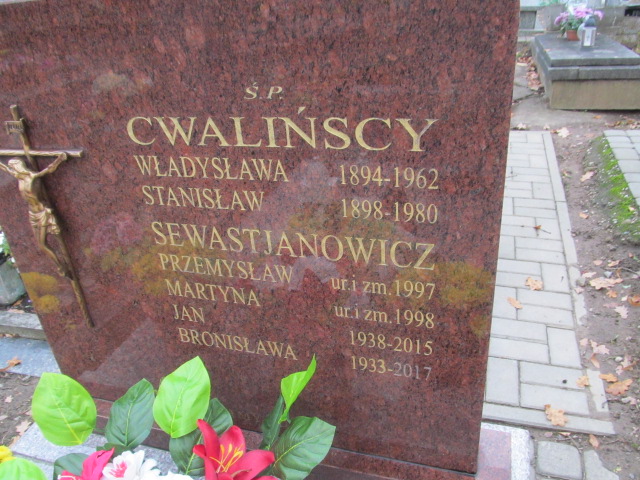 Ś.P.
CWALIŃSCY
WŁADYSŁAWA 1894-1962
STANISŁAW 1898-1980
SEWASTJANOWICZ
PRZEMYSŁAW ur.i zm.1997
MARTYNA ur.i zm.1998
JAN 1938-2015
BRONISŁAWA 1933-2017